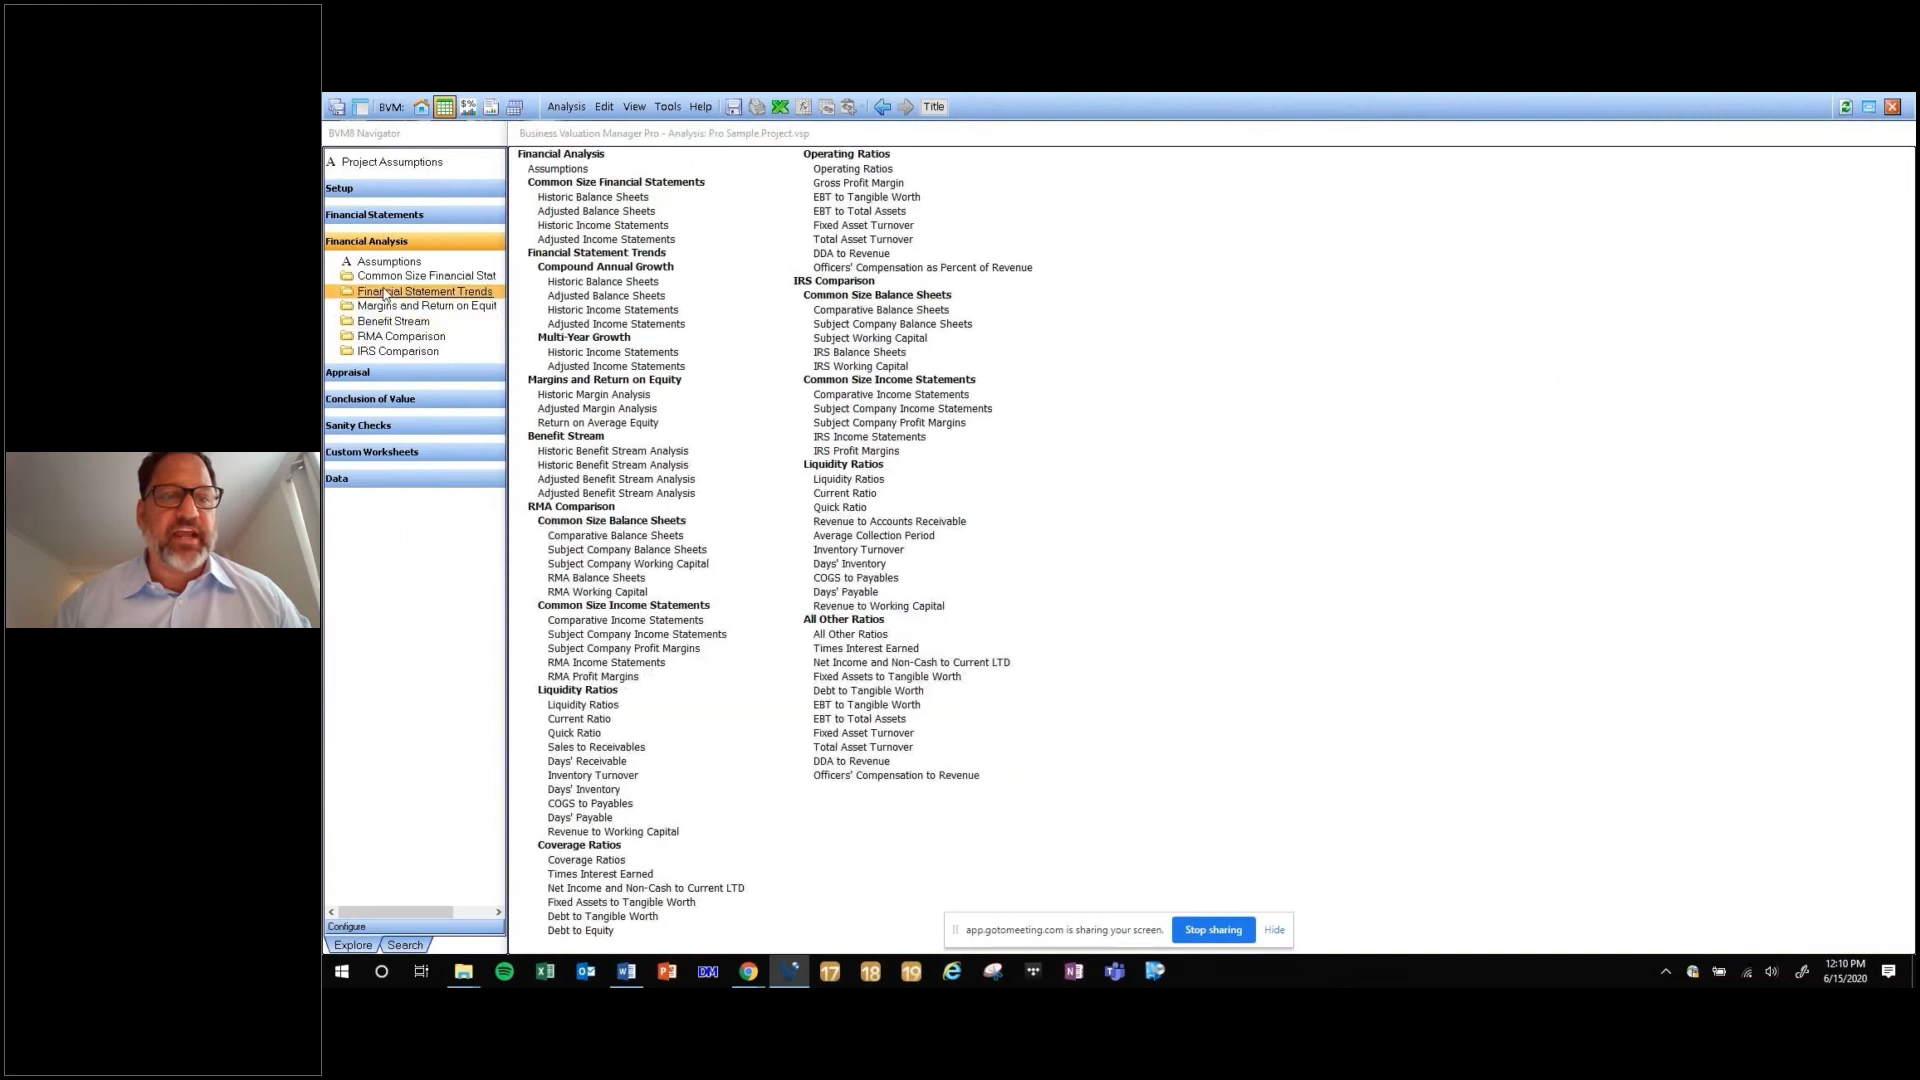 BVM:
Analysis Edit View Tools Help
Title
BVM8 Navigator
Business Valuation Manager Pro - Analysis: Pro Sample Project.vsp
A Project Assumptions
Setup
Financial Statements
Financial Analysis
A Assumptions
Common Size Financial Stat
Financial Statement Trends
Margins and Return on Equit
Benefit Stream
RMA Comparison
IRS Comparison
Appraisal
Conclusion of Value
Sanity Checks
Custom Worksheets
Data
Configure
Explore
Search
Financial Analysis
Assumptions
Common Size Financial Statements
Historic Balance Sheets
Adjusted Balance Sheets
Historic Income Statements
Adjusted Income Statements
Financial Statement Trends
Compound Annual Growth
Historic Balance Sheets
Adjusted Balance Sheets
Historic Income Statements
Adjusted Income Statements
Multi-Year Growth
Historic Income Statements
Adjusted Income Statements
Margins and Return on Equity
Historic Margin Analysis
Adjusted Margin Analysis
Return on Average Equity
Benefit Stream
Historic Benefit Stream Analysis
Historic Benefit Stream Analysis
Adjusted Benefit Stream Analysis
Adjusted Benefit Stream Analysis
RMA Comparison
Common Size Balance Sheets
Comparative Balance Sheets
Subject Company Balance Sheets
Subject Company Working Capital
RMA Balance Sheets
RMA Working Capital
Common Size Income Statements
Comparative Income Statements
Subject Company Income Statements
Subject Company Profit Margins
RMA Income Statements
RMA Profit Margins
Liquidity Ratios
Liquidity Ratios
Current Ratio
Quick Ratio
Sales to Receivables
Days' Receivable
Inventory Turnover
Days' Inventory
COGS to Payables
Days' Payable
Revenue to Working Capital
Coverage Ratios
Coverage Ratios
Times Interest Earned
Net Income and Non-Cash to Current LTD
Fixed Assets to Tangible Worth
Debt to Tangible Worth
Debt to Equity
Operating Ratios
Operating Ratios
Gross Profit Margin
EBT to Tangible Worth
EBT to Total Assets
Fixed Asset Turnover
Total Asset Turnover
DDA to Revenue
Officers' Compensation as Percent of Revenue
IRS Comparison
Common Size Balance Sheets
Comparative Balance Sheets
Subject Company Balance Sheets
Subject Working Capital
IRS Balance Sheets
IRS Working Capital
Common Size Income Statements
Comparative Income Statements
Subject Company Income Statements
Subject Company Profit Margins
IRS Income Statements
IRS Profit Margins
Liquidity Ratios
Liquidity Ratios
Current Ratio
Quick Ratio
Revenue to Accounts Receivable
Average Collection Period
Inventory Turnover
Days' Inventory
COGS to Payables
Days' Payable
Revenue to Working Capital
All Other Ratios
All Other Ratios
Times Interest Earned
Net Income and Non-Cash to Current LTD
Fixed Assets to Tangible Worth
Debt to Tangible Worth
EBT to Tangible Worth
EBT to Total Assets
Fixed Asset Turnover
Total Asset Turnover
DDA to Revenue
Officers' Compensation to Revenue
app.gotomeeting.com is sharing your screen.
Stop sharing
Hide
DM
17
18
19
12:10 PM
6/15/2020